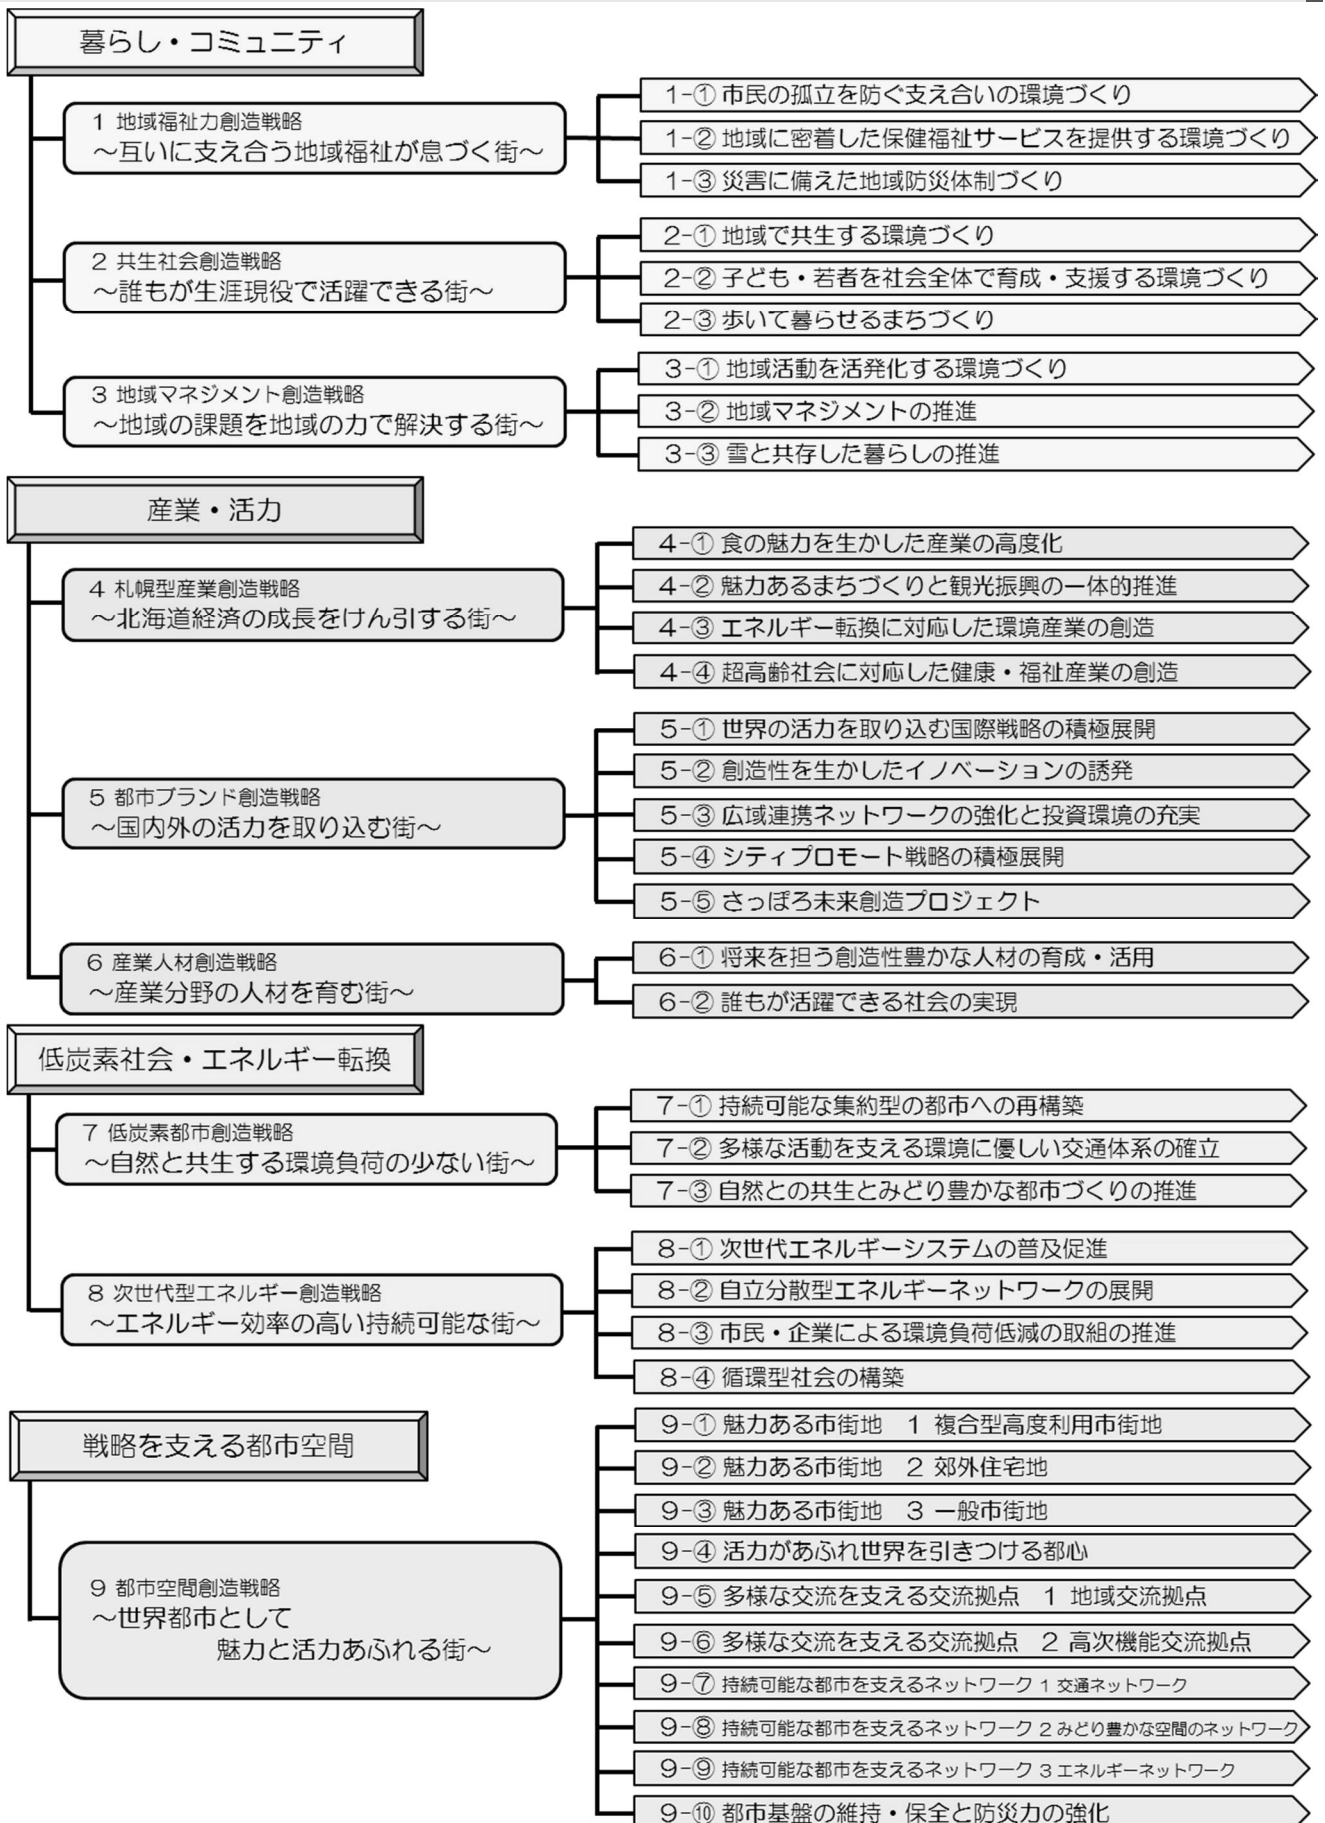 暮らし・コミュニティ
1 地域福祉力創造戦略
～互いに支え合う地域福祉が息づく街～
1-① 市民の孤立を防ぐ支え合いの環境づくり
1-② 地域に密着した保健福祉サービスを提供する環境づくり
1-③ 災害に備えた地域防災体制づくり
2 共生社会創造戦略
～誰もが生涯現役で活躍できる街～
2-① 地域で共生する環境づくり
2-② 子ども・若者を社会全体で育成・支援する環境づくり
2-③ 歩いて暮らせるまちづくり
3 地域マネジメント創造戦略
～地域の課題を地域の力で解決する街～
3-① 地域活動を活発化する環境づくり
3-② 地域マネジメントの推進
3-③ 雪と共存した暮らしの推進
産業・活力
4 札幌型産業創造戦略
～北海道経済の成長をけん引する街～
4-① 食の魅力を生かした産業の高度化
4-② 魅力あるまちづくりと観光振興の一体的推進
4-③ エネルギー転換に対応した環境産業の創造
4-④ 超高齢社会に対応した健康・福祉産業の創造
5 都市ブランド創造戦略
～国内外の活力を取り込む街～
5-① 世界の活力を取り込む国際戦略の積極展開
5-② 創造性を生かしたイノベーションの誘発
5-③ 広域連携ネットワークの強化と投資環境の充実
5-④ シティプロモート戦略の積極展開
5-⑤ さっぽろ未来創造プロジェクト
6 産業人材創造戦略
～産業分野の人材を育む街～
6-① 将来を担う創造性豊かな人材の育成・活用
6-② 誰もが活躍できる社会の実現
低炭素社会・エネルギー転換
7 低炭素都市創造戦略
～自然と共生する環境負荷の少ない街～
7-① 持続可能な集約型の都市への再構築
7-② 多様な活動を支える環境に優しい交通体系の確立
7-③ 自然との共生とみどり豊かな都市づくりの推進
8 次世代型エネルギー創造戦略
～エネルギー効率の高い持続可能な街～
8-① 次世代エネルギーシステムの普及促進
8-② 自立分散型エネルギーネットワークの展開
8-③ 市民・企業による環境負荷低減の取組の推進
8-④ 循環型社会の構築
戦略を支える都市空間
9 都市空間創造戦略
～世界都市として
魅力と活力あふれる街～
9-① 魅力ある市街地 1 複合型高度利用市街地
9-② 魅力ある市街地 2 郊外住宅地
9-③ 魅力ある市街地 3 一般市街地
9-④ 活力があふれ世界を引きつける都心
9-⑤ 多様な交流を支える交流拠点 1 地域交流拠点
9-⑥ 多様な交流を支える交流拠点 2 高次機能交流拠点
9-⑦ 持続可能な都市を支えるネットワーク 1 交通ネットワーク
9-⑧ 持続可能な都市を支えるネットワーク 2 みどり豊かな空間のネットワーク
9-⑨ 持続可能な都市を支えるネットワーク 3 エネルギーネットワーク
9-⑩ 都市基盤の維持・保全と防災力の強化